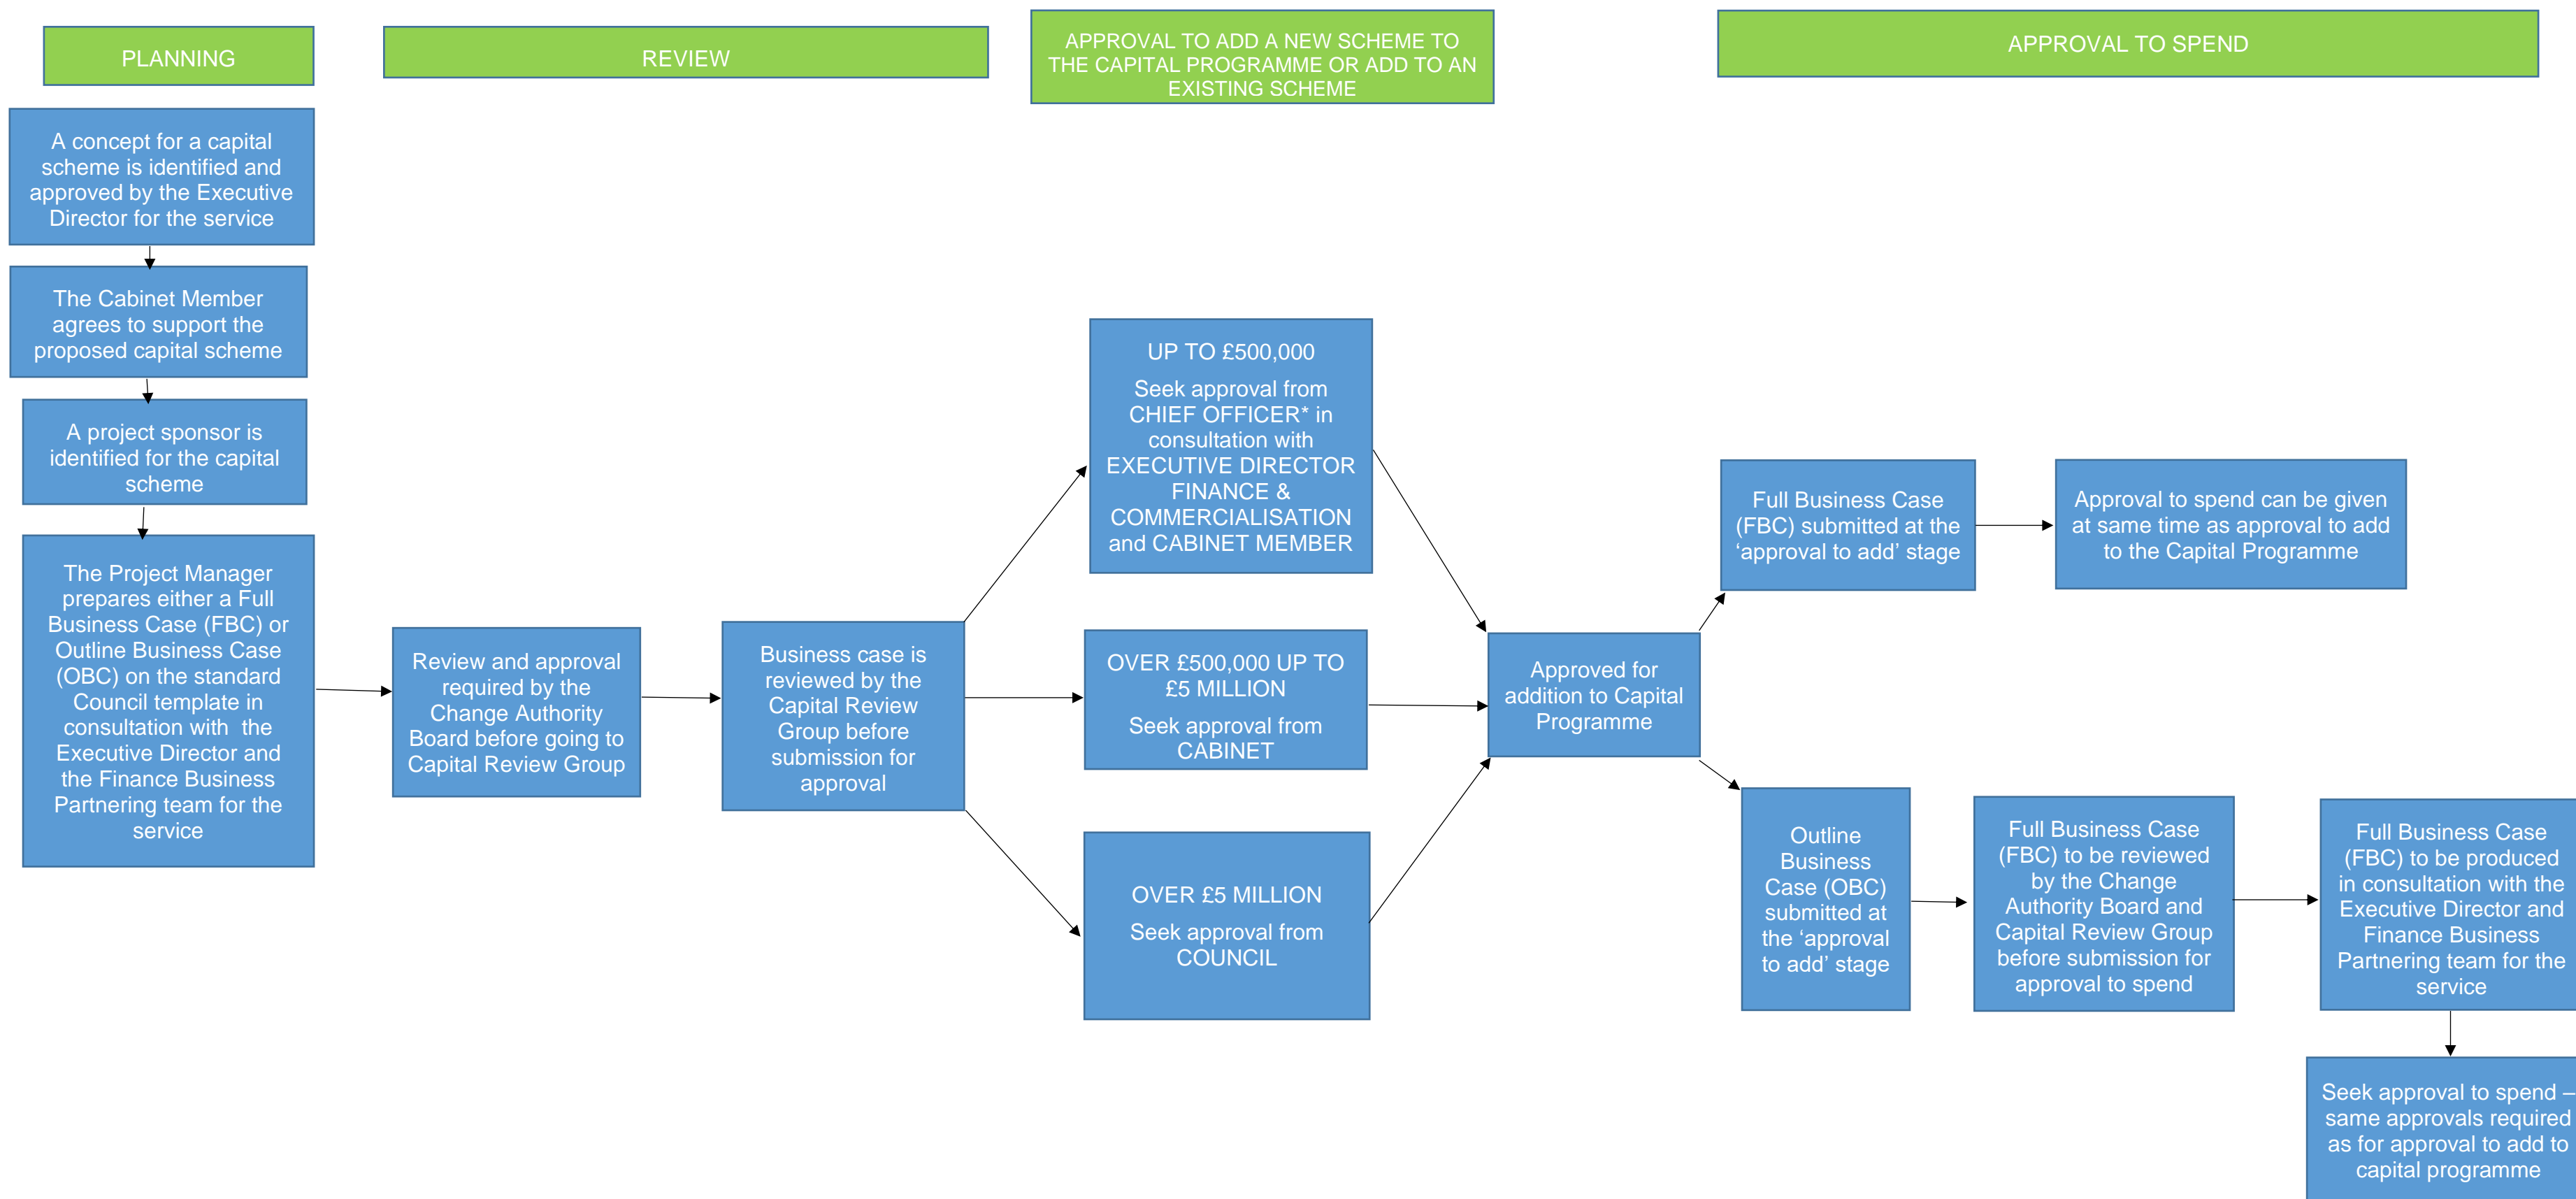 PLANNING
REVIEW
APPROVAL TO ADD A NEW SCHEME TO
THE CAPITAL PROGRAMME OR ADD TO AN
EXISTING SCHEME
APPROVAL TO SPEND
A concept for a capital
scheme is identified and
approved by the Executive
Director for the service
The Cabinet Member
agrees to support the
proposed capital scheme
A project sponsor is
identified for the capital
scheme
The Project Manager
prepares either a Full
Business Case (FBC) or
Outline Business Case
(OBC) on the standard
Council template in
consultation with  the
Executive Director and
the Finance Business
Partnering team for the
service
Review and approval
required by the
Change Authority
Board before going to
Capital Review Group
Business case is
reviewed by the
Capital Review
Group before
submission for
approval
UP TO £500,000
Seek approval from
CHIEF OFFICER* in
consultation with
EXECUTIVE DIRECTOR
FINANCE &
COMMERCIALISATION
and CABINET MEMBER
OVER £500,000 UP TO
£5 MILLION
Seek approval from
CABINET
OVER £5 MILLION
Seek approval from
COUNCIL
Approved for
addition to Capital
Programme
Full Business Case
(FBC) submitted at the
‘approval to add’ stage
Approval to spend can be given
at same time as approval to add
to the Capital Programme
Outline
Business
Case (OBC)
submitted at
the ‘approval
to add’ stage
Full Business Case
(FBC) to be reviewed
by the Change
Authority Board and
Capital Review Group
before submission for
approval to spend
Full Business Case
(FBC) to be produced
in consultation with the
Executive Director and
Finance Business
Partnering team for the
service
Seek approval to spend –
same approvals required
as for approval to add to
capital programme